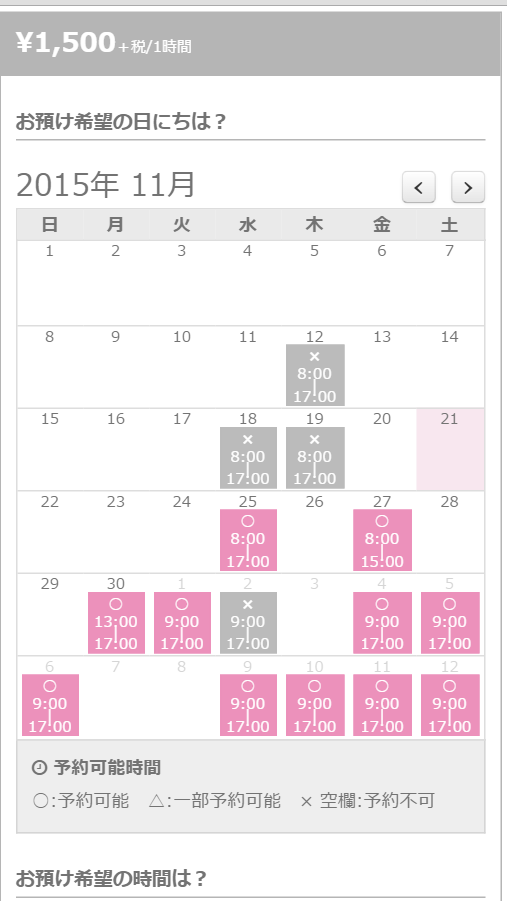 ¥1,500+税/1時間
お預け希望の日にちは？
2015年 11月
日 月 火 水 木 金 土
1 2 3 4 5 6 7
8 9 10 11 12 13 14
×
8:00
|
17:00
15 16 17 18 19 20 21
× ×
8:00 8:00
| |
17:00 17:00
22 23 24 25 26 27 28
○ ○
8:00 8:00
| |
17:00 15:00
29 30 1 2 3 4 5
○ ○ × ○ ○
13:00 9:00 9:00 9:00 9:00
| | | | |
17:00 17:00 17:00 17:00 17:00
6 7 8 9 10 11 12
○ ○ ○ ○ ○
9:00 9:00 9:00 9:00 9:00
| | | | |
17:00 17:00 17:00 17:00 17:00
予約可能時間
○:予約可能 △:一部予約可能 × 空欄:予約不可
お預け希望の時間は？